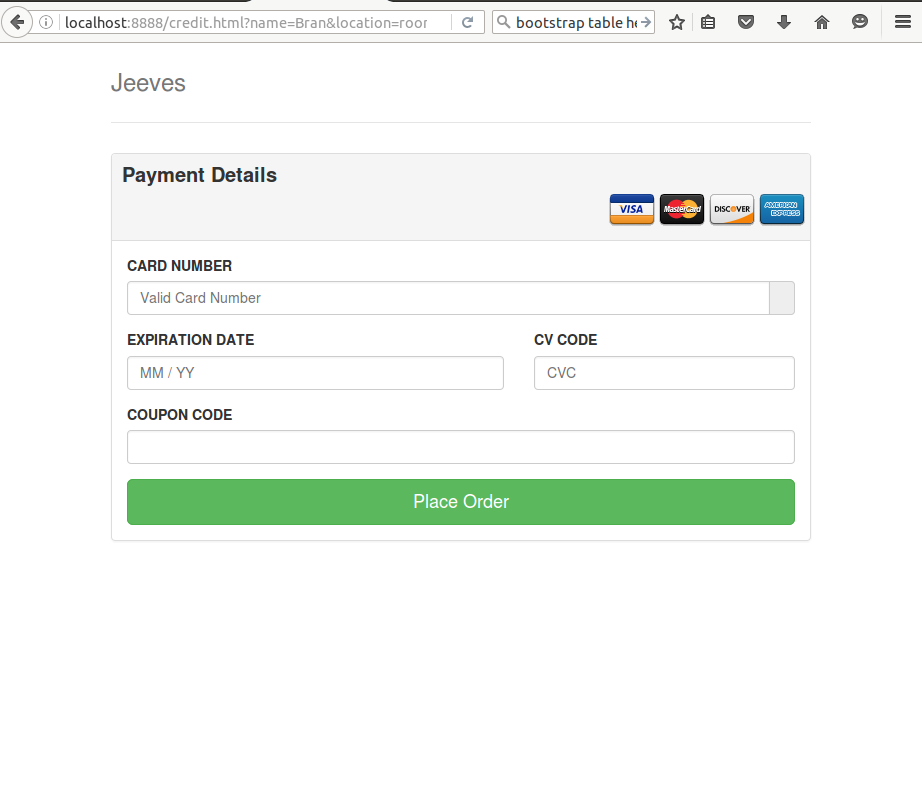 localhost:8888/credit.html?name=Bran&location=roor
bootstrap table he
Jeeves
Payment Details
VISA MasterCard DISCOVER AMERICAN EXPRESS
CARD NUMBER
Valid Card Number
EXPIRATION DATE CV CODE
MM / YY CVC
COUPON CODE
Place Order